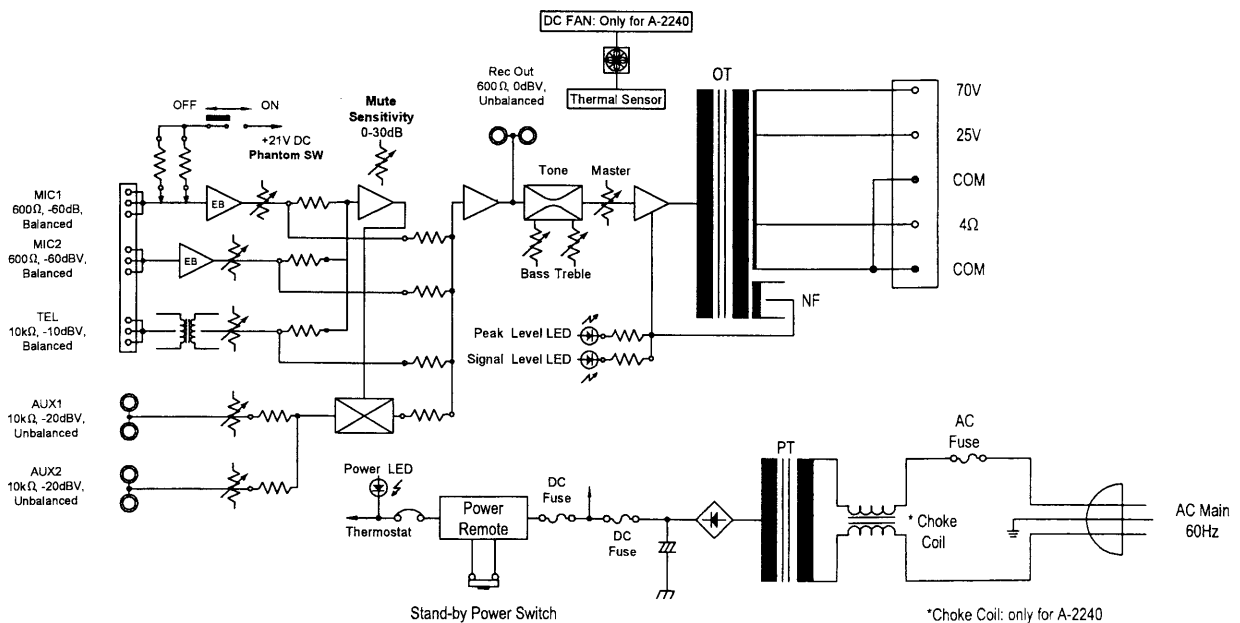 DC FAN: Only for A-2240
Thermal Sensor
Rec Out
600Ω, 0dBV,
Unbalanced
OT
70V
25V
COM
4Ω
COM
NF
OFF
ON
+21V DC
Phantom SW
Mute
Sensitivity
0-30dB
Tone
Master
Bass Treble
MIC1
600Ω, -60dB,
Balanced
EB
MIC2
600Ω, -60dBV,
Balanced
EB
TEL
10kΩ, -10dBV,
Balanced
Peak Level LED
Signal Level LED
AUX1
10kΩ, -20dBV,
Unbalanced
AUX2
10kΩ, -20dBV,
Unbalanced
Power LED
Thermostat
Power
Remote
DC
Fuse
DC
Fuse
PT
AC
Fuse
* Choke
Coil
AC Main
60Hz
Stand-by Power Switch
*Choke Coil: only for A-2240